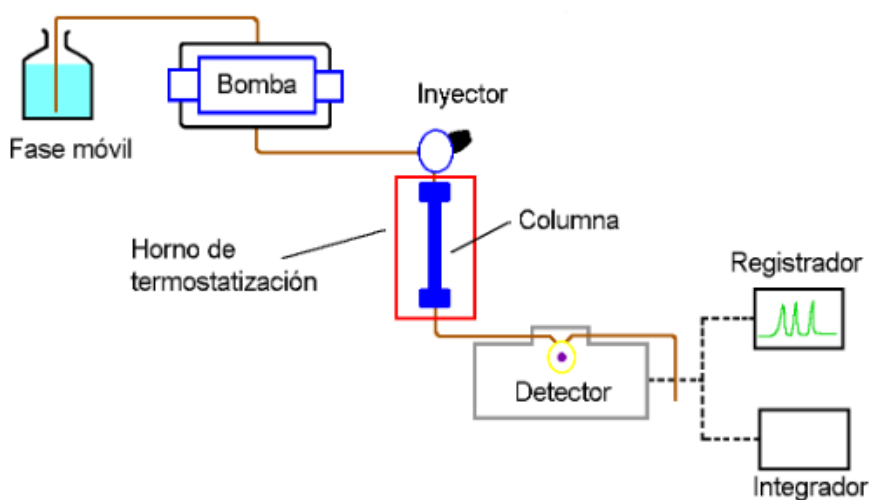 Bomba
Inyector
Fase móvil
Columna
Horno de
termostatización
Registrador
Detector
Integrador